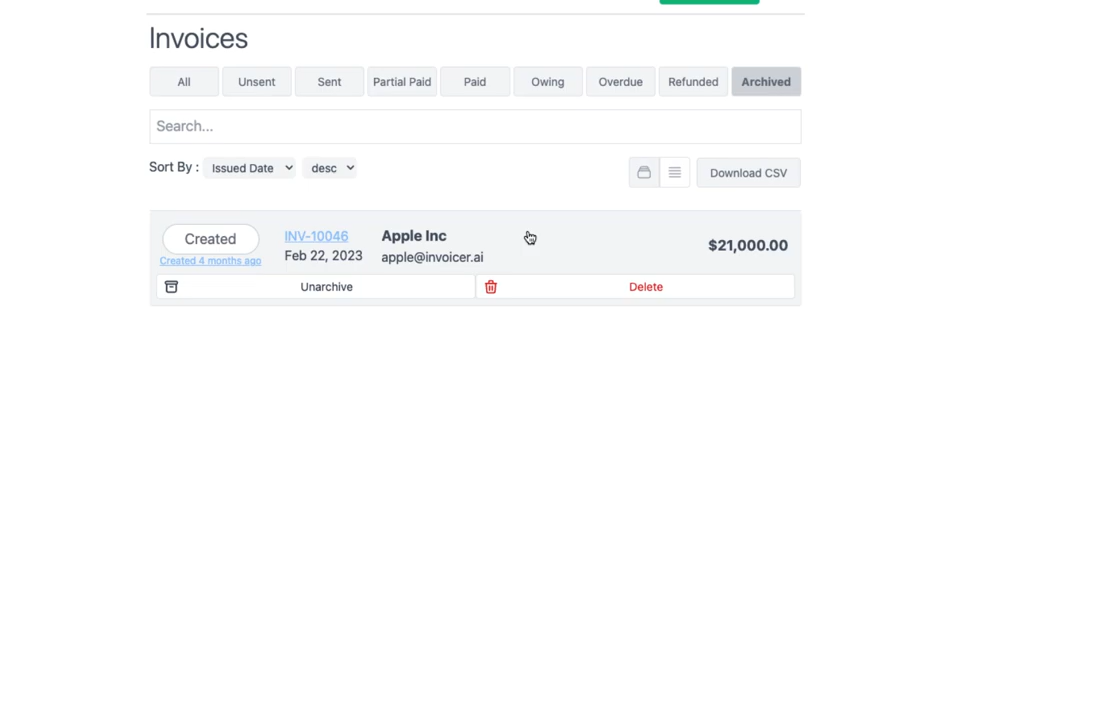 Invoices
All Unsent Sent Partial Paid Paid Owing Overdue Refunded Archived
Search...
Sort By : Issued Date desc Download CSV
Created INV-10046 Apple Inc $21,000.00
Created 4 months ago Feb 22, 2023 apple@invoicer.ai
Unarchive Delete